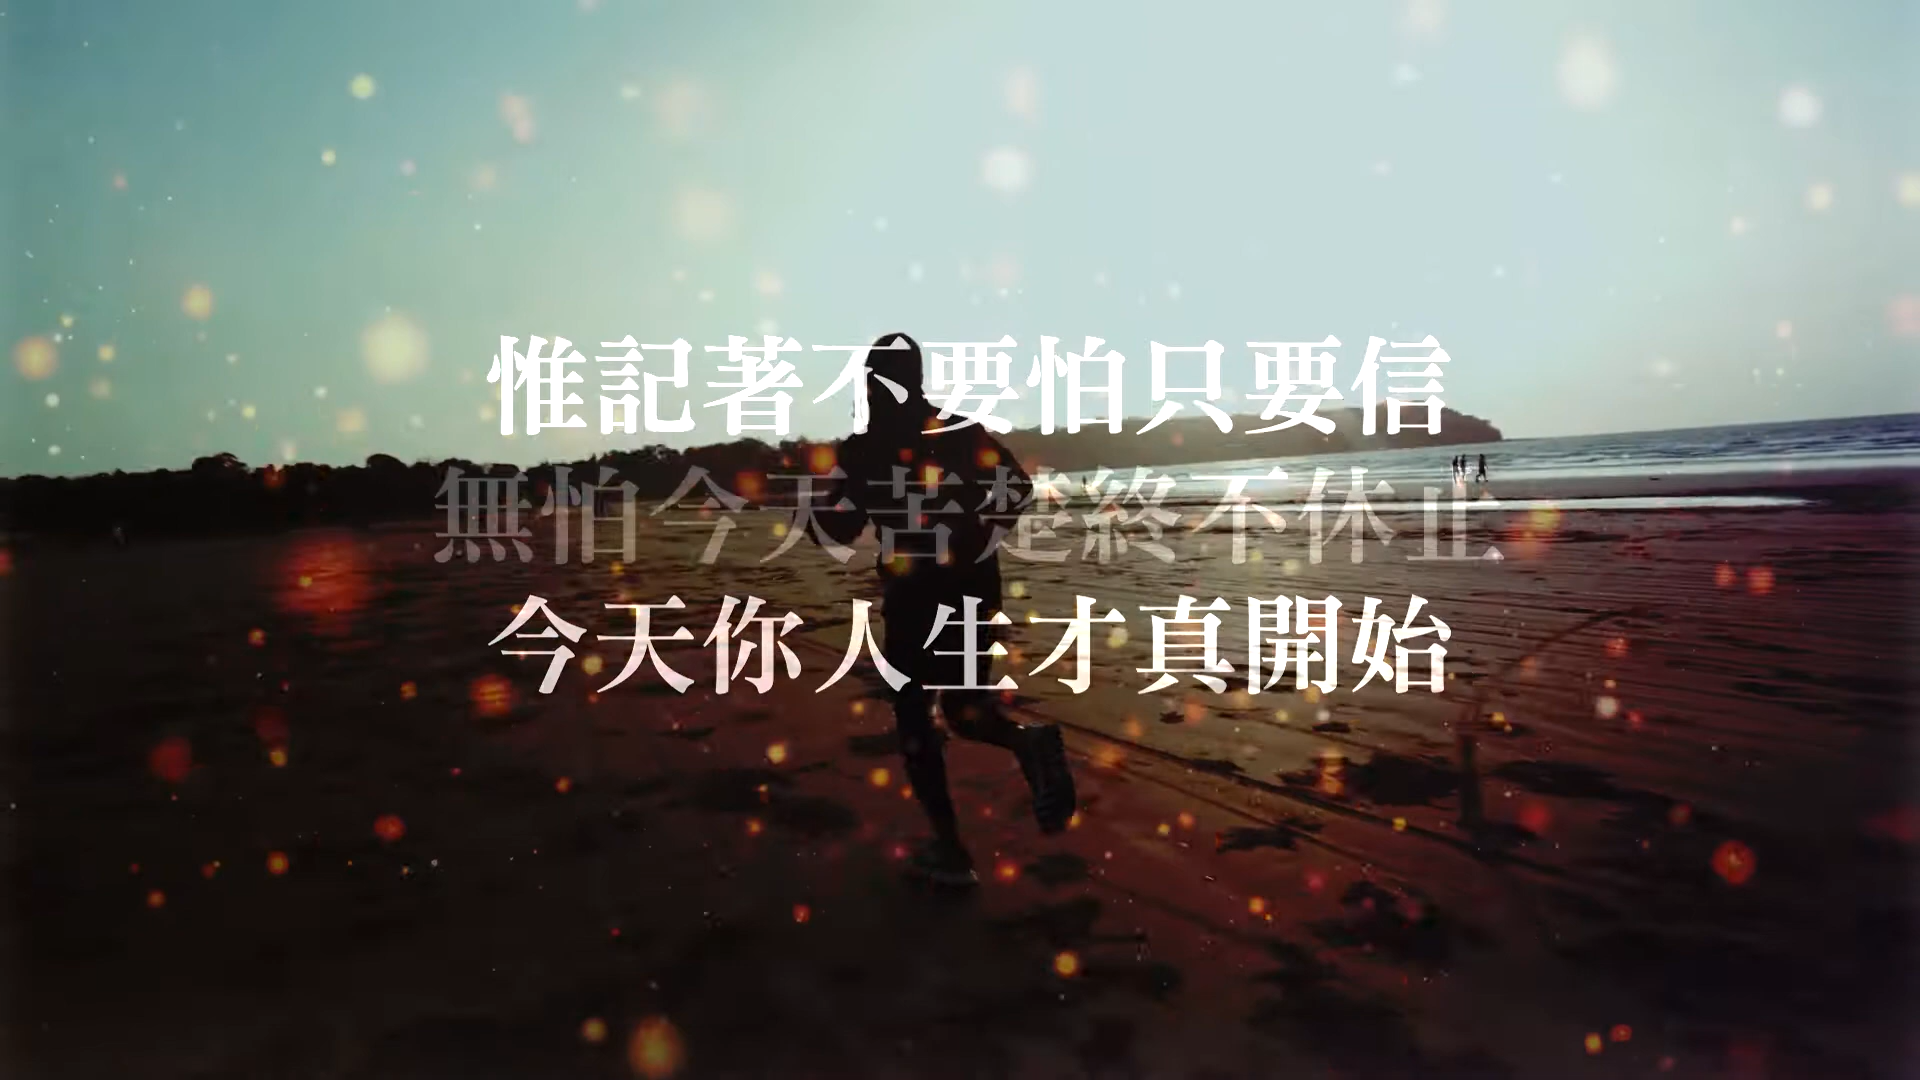 惟記著不要怕只要信
無怕今天苦楚終不休止
今天你人生才真開始